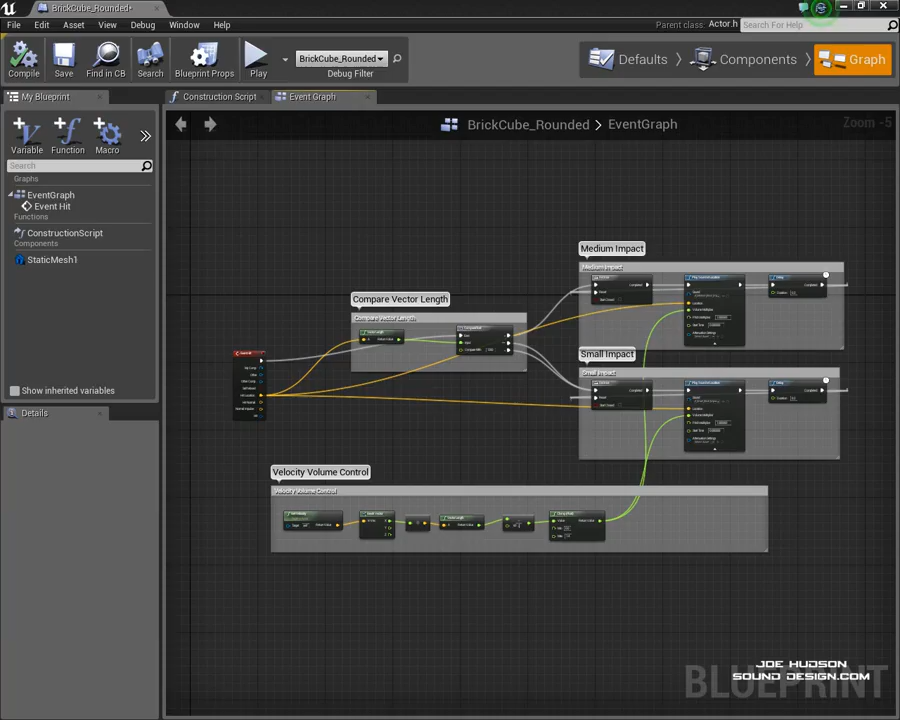 BrickCube_Rounded*
Parent class: Actor.h
Search For Help
File Edit Asset View Debug Window Help
Compile
Save
Find in CB
Search
Blueprint Props
Play
BrickCube_Rounded
Debug Filter
Defaults
Components
Graph
My Blueprint
Construction Script
Event Graph
Variable
Function
Macro
Search
Graphs
EventGraph
Event Hit
Functions
ConstructionScript
Components
StaticMesh1
Show inherited variables
Details
BrickCube_Rounded > EventGraph
Zoom -5
Medium Impact
Medium Impact
Compare Vector Length
Compare Vector Length
Small Impact
Small Impact
Velocity Volume Control
Velocity Volume Control
BLUEPRINT
JOE HUDSON
SOUND DESIGN.COM